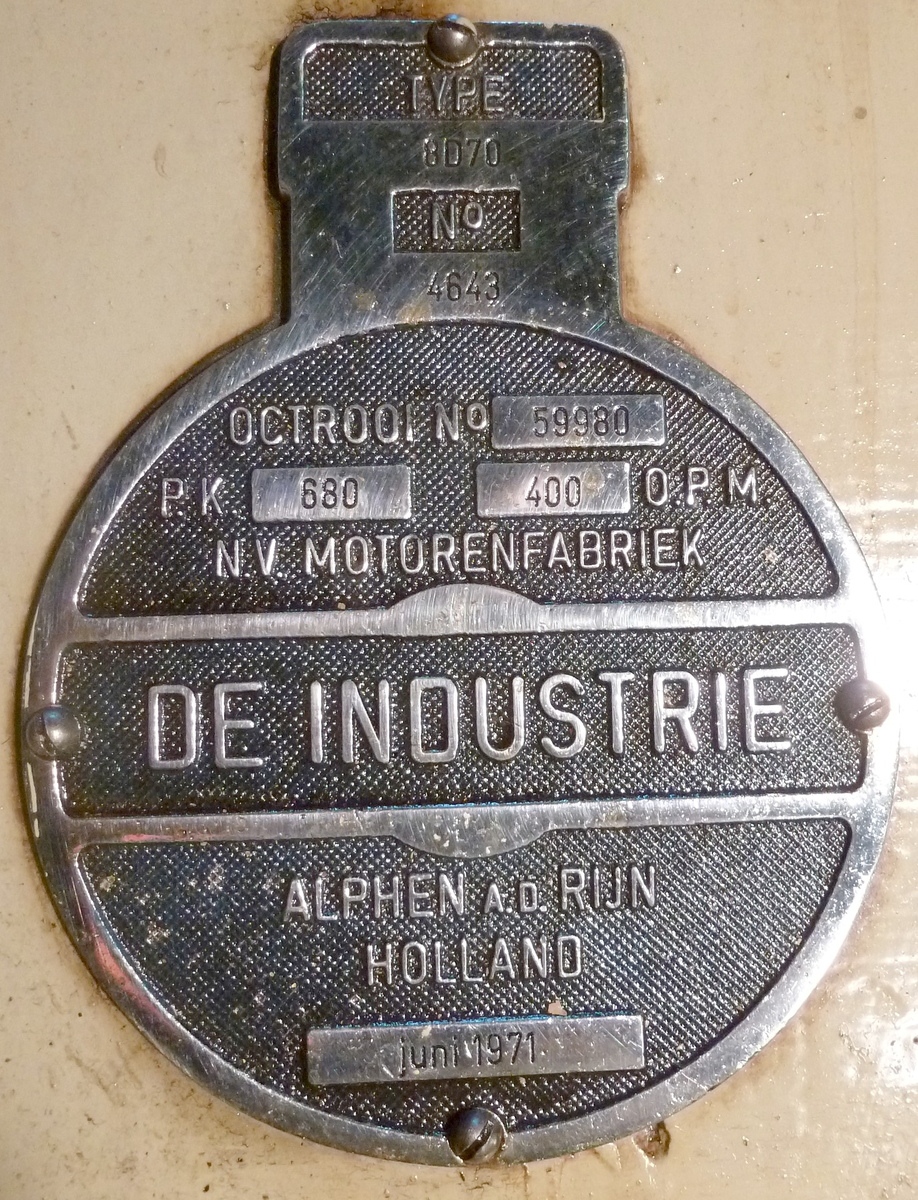 TYPE
8D70
Nº
4643
OCTROOI Nº 59980
P.K. 680 400 O.P.M
N.V. MOTORENFABRIEK
DE INDUSTRIE
ALPHEN A.D. RIJN
HOLLAND
juni 1971